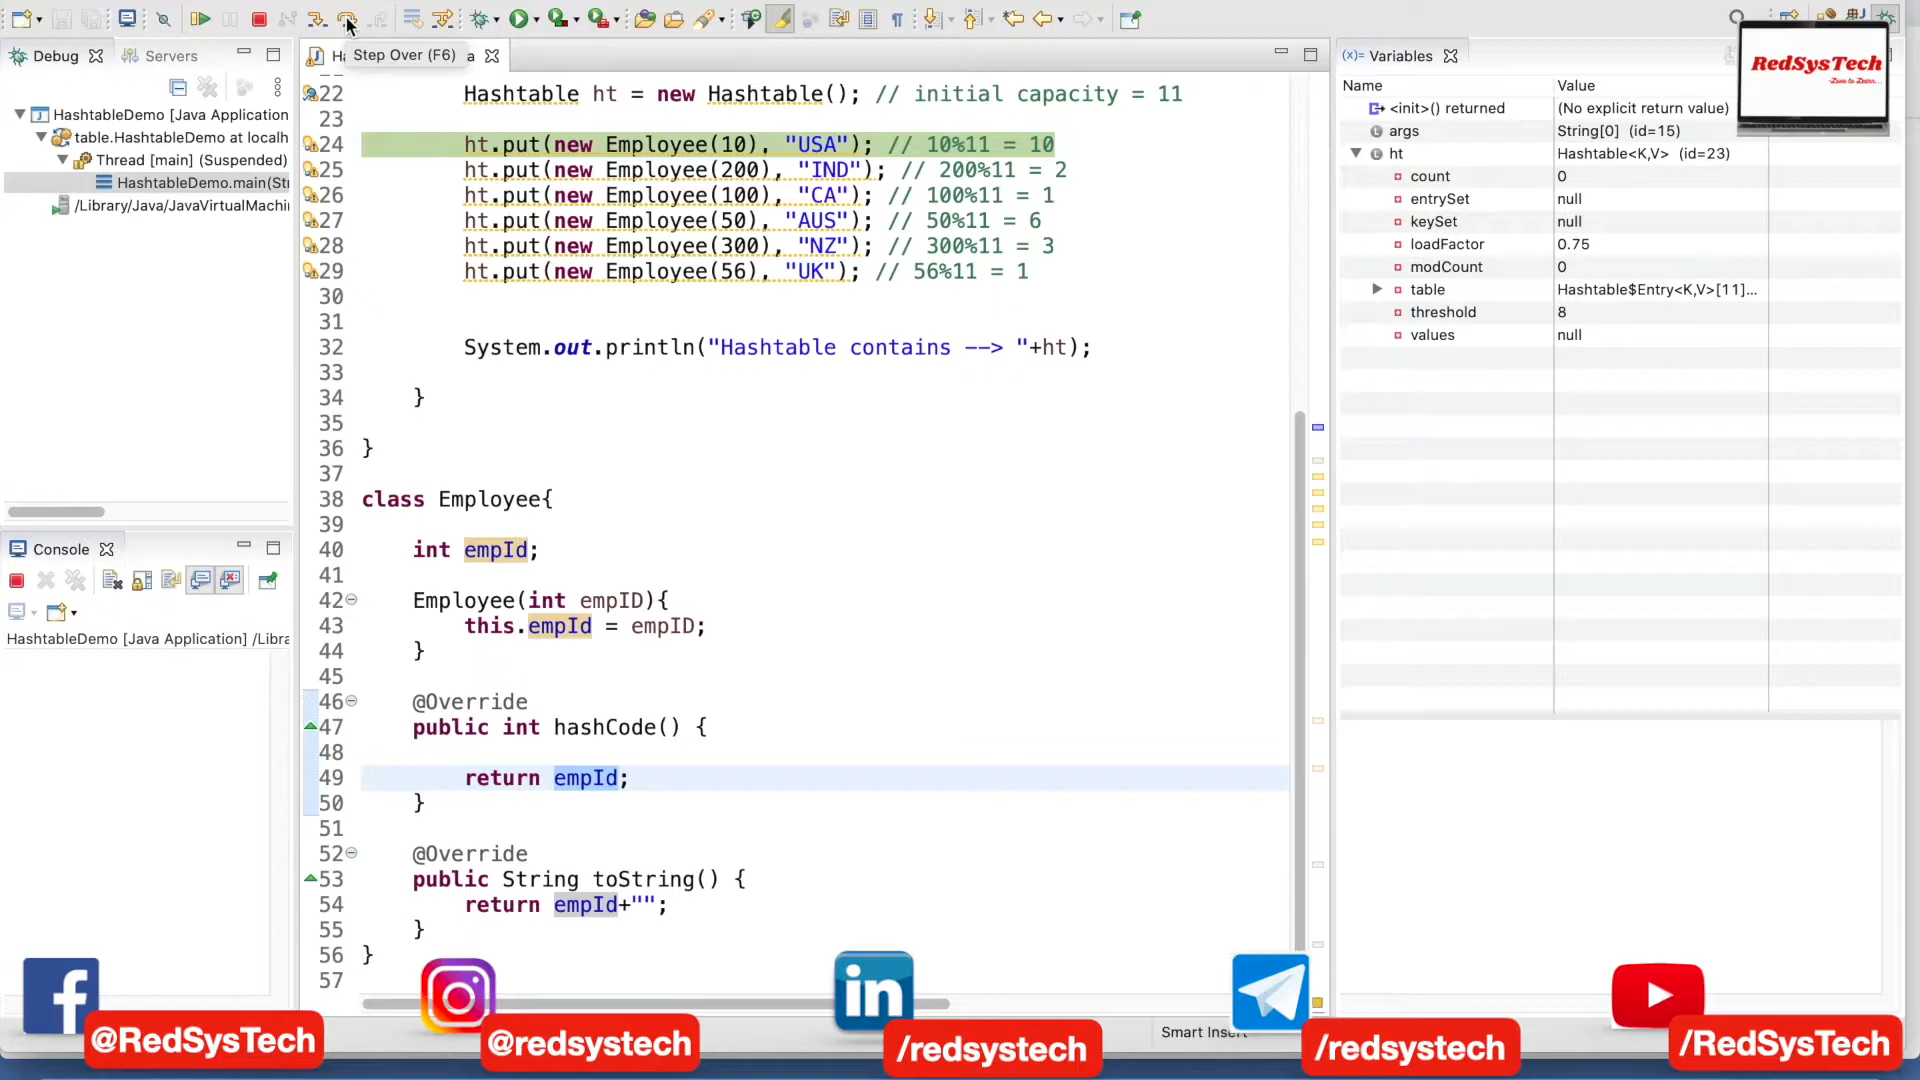 Debug
Servers
Step Over (F6)
(x)= Variables
RedSysTech
HashtableDemo [Java Application
table.HashtableDemo at localh
Thread [main] (Suspended)
HashtableDemo.main(St
/Library/Java/JavaVirtualMachi
22 Hashtable ht = new Hashtable(); // initial capacity = 11
23
24 ht.put(new Employee(10), "USA"); // 10%11 = 10
25 ht.put(new Employee(200), "IND"); // 200%11 = 2
26 ht.put(new Employee(100), "CA"); // 100%11 = 1
27 ht.put(new Employee(50), "AUS"); // 50%11 = 6
28 ht.put(new Employee(300), "NZ"); // 300%11 = 3
29 ht.put(new Employee(56), "UK"); // 56%11 = 1
30
31
32 System.out.println("Hashtable contains --> "+ht);
33
34 }
35
36 }
37
38 class Employee{
39
40 int empId;
41
42 Employee(int empID){
43 this.empId = empID;
44 }
45
46 @Override
47 public int hashCode() {
48
49 return empId;
50 }
51
52 @Override
53 public String toString() {
54 return empId+"";
55 }
56 }
57
Name Value
<init>() returned (No explicit return value)
args String[0] (id=15)
ht Hashtable<K,V> (id=23)
count 0
entrySet null
keySet null
loadFactor 0.75
modCount 0
table Hashtable$Entry<K,V>[11]...
threshold 8
values null
Console
HashtableDemo [Java Application] /Libra
Smart Insert
@RedSysTech
@redsystech
/redsystech
/redsystech
/RedSysTech